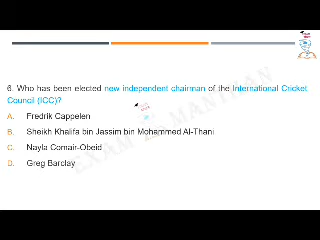 6. Who has been elected new independent chairman of the International Cricket
Council (ICC)?
A. Fredrik Cappelen
B. Sheikh Khalifa bin Jassim bin Mohammed Al-Thani
C. Nayla Comair-Obeid
D. Greg Barclay